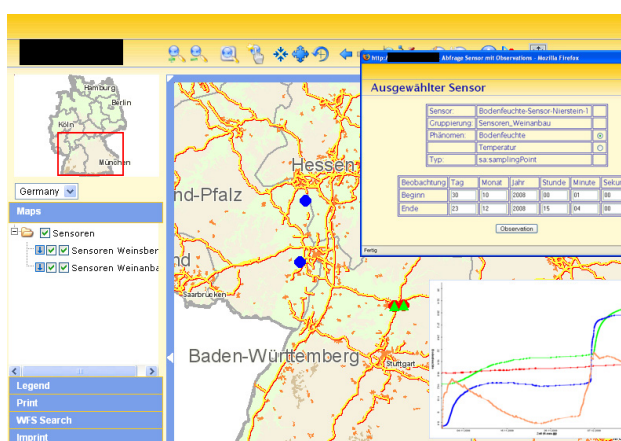 http:/ Abfrage Sensor mit Observations - Mozilla Firefox
Ausgewählter Sensor
Sensor: Bodenfeuchte-Sensor-Nierstein-1
Gruppierung: Sensoren_Weinanbau
Phänomen: Bodenfeuchte
Temperatur
Typ: sa:samplingPoint
Beobachtung Tag Monat Jahr Stunde Minute Sekun
Beginn 30 10 2008 00 01 00
Ende 23 12 2008 15 04 00
Observation
Fertig
Hamburg
Berlin
Köln
München
Germany
Maps
Sensoren
Sensoren Weinsber
Sensoren Weinanba
Legend
Print
WFS Search
Imprint
Hessen
nd-Pfalz
nd
Saarbrücken
Baden-Württemberg
Stuttgart